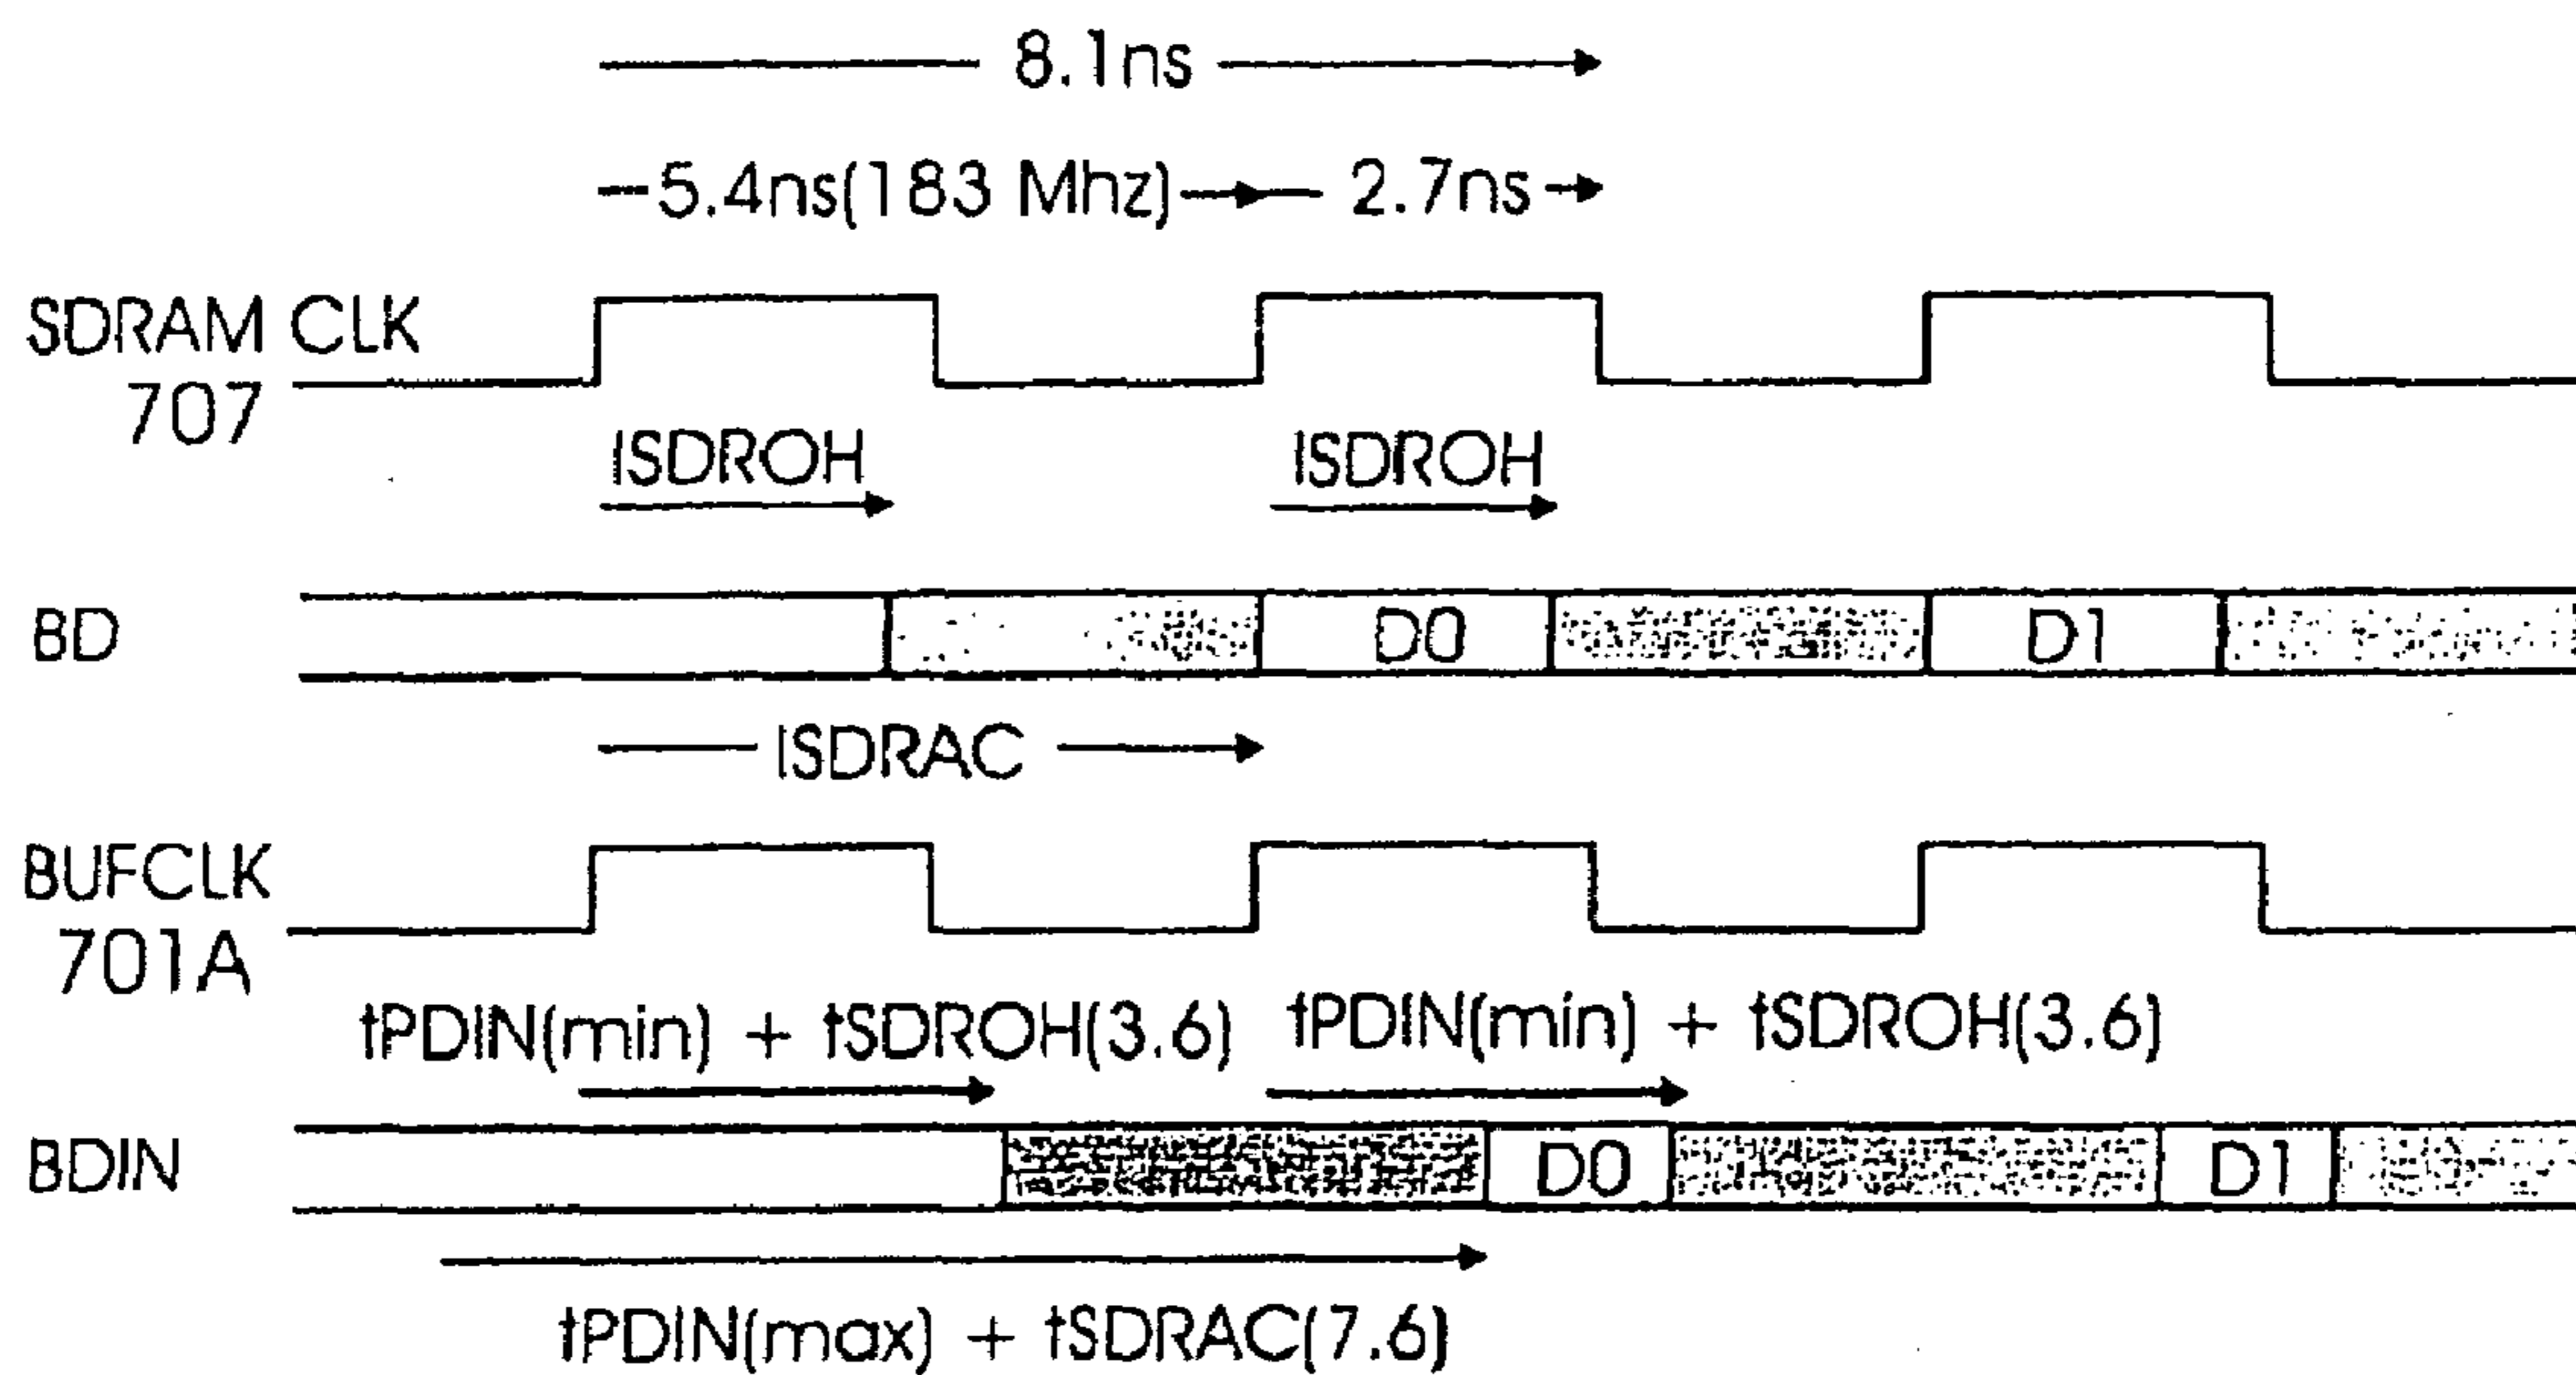 8.1ns
5.4ns(183 Mhz) 2.7ns
SDRAM CLK
707
tSDROH tSDROH
BD D0 D1
tSDRAC
BUFCLK
701A
tPDIN(min) + tSDROH(3.6) tPDIN(min) + tSDROH(3.6)
BDIN D0 D1
tPDIN(max) + tSDRAC(7.6)